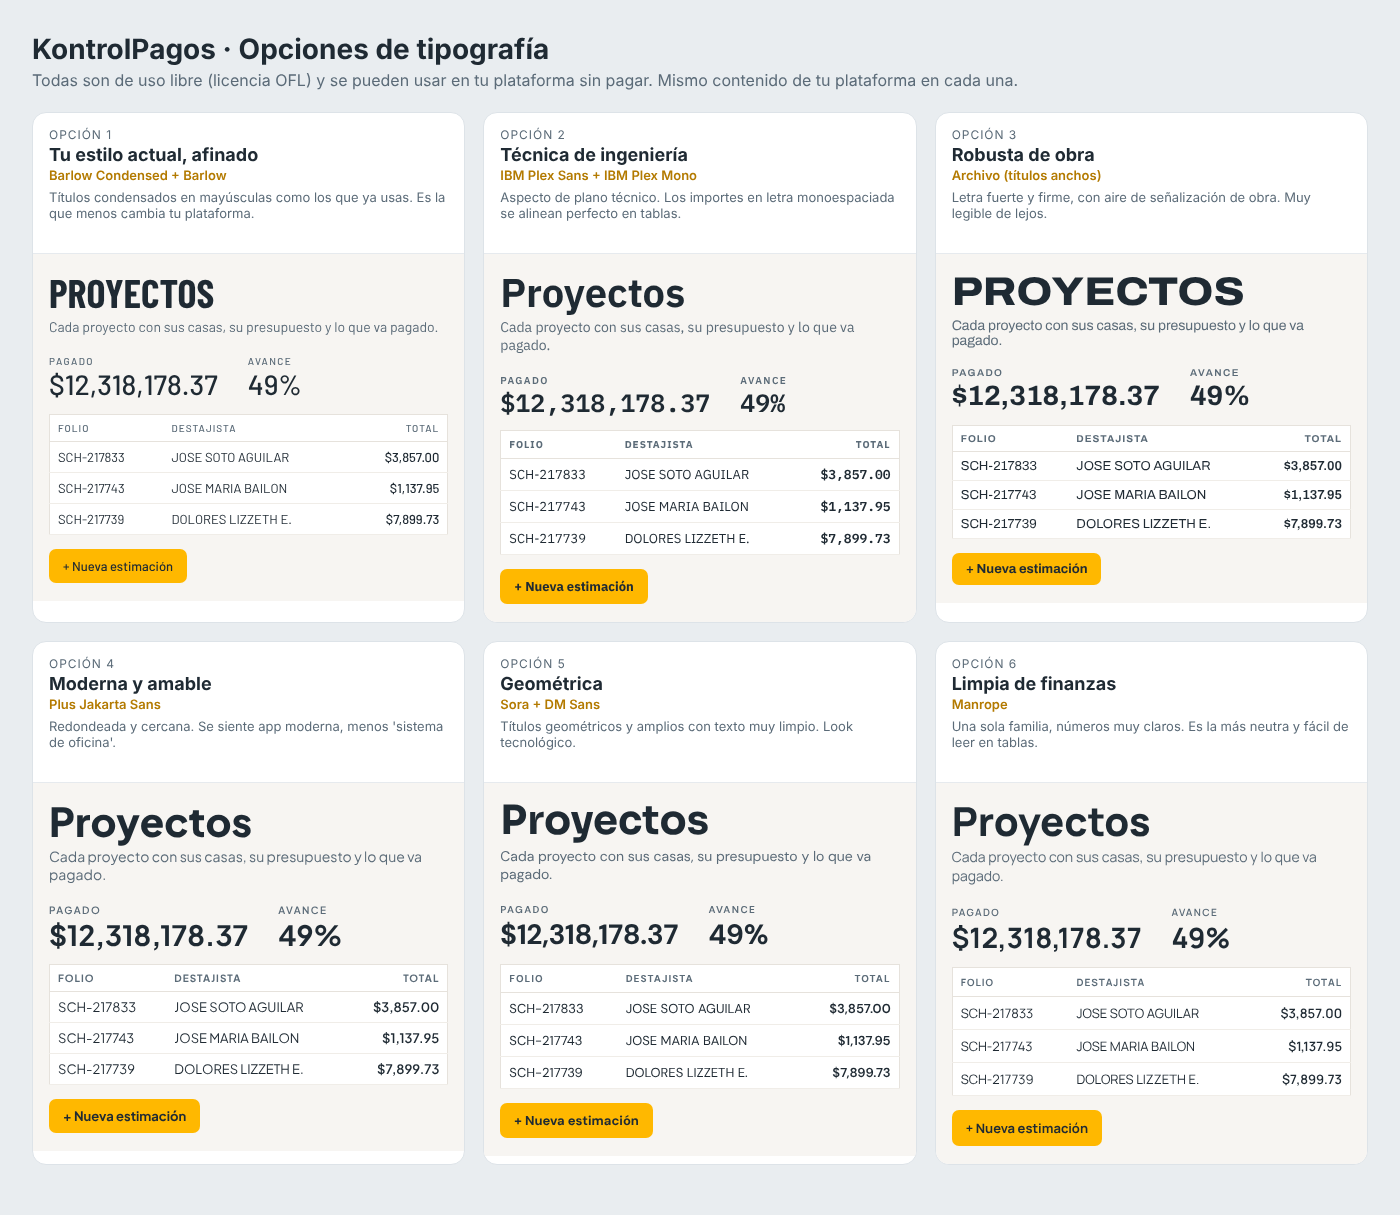 KontrolPagos · Opciones de tipografía
Todas son de uso libre (licencia OFL) y se pueden usar en tu plataforma sin pagar. Mismo contenido de tu plataforma en cada una.
OPCIÓN 1
Tu estilo actual, afinado
Barlow Condensed + Barlow
Títulos condensados en mayúsculas como los que ya usas. Es la
que menos cambia tu plataforma.
PROYECTOS
Cada proyecto con sus casas, su presupuesto y lo que va pagado.
PAGADO AVANCE
$12,318,178.37 49%
FOLIO DESTAJISTA TOTAL
SCH-217833 JOSE SOTO AGUILAR $3,857.00
SCH-217743 JOSE MARIA BAILON $1,137.95
SCH-217739 DOLORES LIZZETH E. $7,899.73
+ Nueva estimación
OPCIÓN 2
Técnica de ingeniería
IBM Plex Sans + IBM Plex Mono
Aspecto de plano técnico. Los importes en letra monoespaciada
se alinean perfecto en tablas.
Proyectos
Cada proyecto con sus casas, su presupuesto y lo que va
pagado.
PAGADO AVANCE
$12,318,178.37 49%
FOLIO DESTAJISTA TOTAL
SCH-217833 JOSE SOTO AGUILAR $3,857.00
SCH-217743 JOSE MARIA BAILON $1,137.95
SCH-217739 DOLORES LIZZETH E. $7,899.73
+ Nueva estimación
OPCIÓN 3
Robusta de obra
Archivo (títulos anchos)
Letra fuerte y firme, con aire de señalización de obra. Muy
legible de lejos.
PROYECTOS
Cada proyecto con sus casas, su presupuesto y lo que va
pagado.
PAGADO AVANCE
$12,318,178.37 49%
FOLIO DESTAJISTA TOTAL
SCH-217833 JOSE SOTO AGUILAR $3,857.00
SCH-217743 JOSE MARIA BAILON $1,137.95
SCH-217739 DOLORES LIZZETH E. $7,899.73
+ Nueva estimación
OPCIÓN 4
Moderna y amable
Plus Jakarta Sans
Redondeada y cercana. Se siente app moderna, menos 'sistema
de oficina'.
Proyectos
Cada proyecto con sus casas, su presupuesto y lo que va
pagado.
PAGADO AVANCE
$12,318,178.37 49%
FOLIO DESTAJISTA TOTAL
SCH-217833 JOSE SOTO AGUILAR $3,857.00
SCH-217743 JOSE MARIA BAILON $1,137.95
SCH-217739 DOLORES LIZZETH E. $7,899.73
+ Nueva estimación
OPCIÓN 5
Geométrica
Sora + DM Sans
Títulos geométricos y amplios con texto muy limpio. Look
tecnológico.
Proyectos
Cada proyecto con sus casas, su presupuesto y lo que va
pagado.
PAGADO AVANCE
$12,318,178.37 49%
FOLIO DESTAJISTA TOTAL
SCH-217833 JOSE SOTO AGUILAR $3,857.00
SCH-217743 JOSE MARIA BAILON $1,137.95
SCH-217739 DOLORES LIZZETH E. $7,899.73
+ Nueva estimación
OPCIÓN 6
Limpia de finanzas
Manrope
Una sola familia, números muy claros. Es la más neutra y fácil de
leer en tablas.
Proyectos
Cada proyecto con sus casas, su presupuesto y lo que va
pagado.
PAGADO AVANCE
$12,318,178.37 49%
FOLIO DESTAJISTA TOTAL
SCH-217833 JOSE SOTO AGUILAR $3,857.00
SCH-217743 JOSE MARIA BAILON $1,137.95
SCH-217739 DOLORES LIZZETH E. $7,899.73
+ Nueva estimación